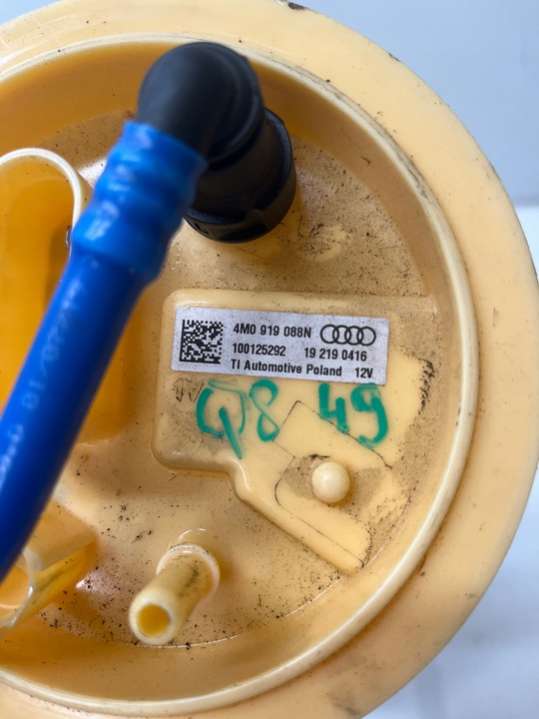 4M0 919 088N
100125292 19 219 0416
TI Automotive Poland 12V
Q8 49